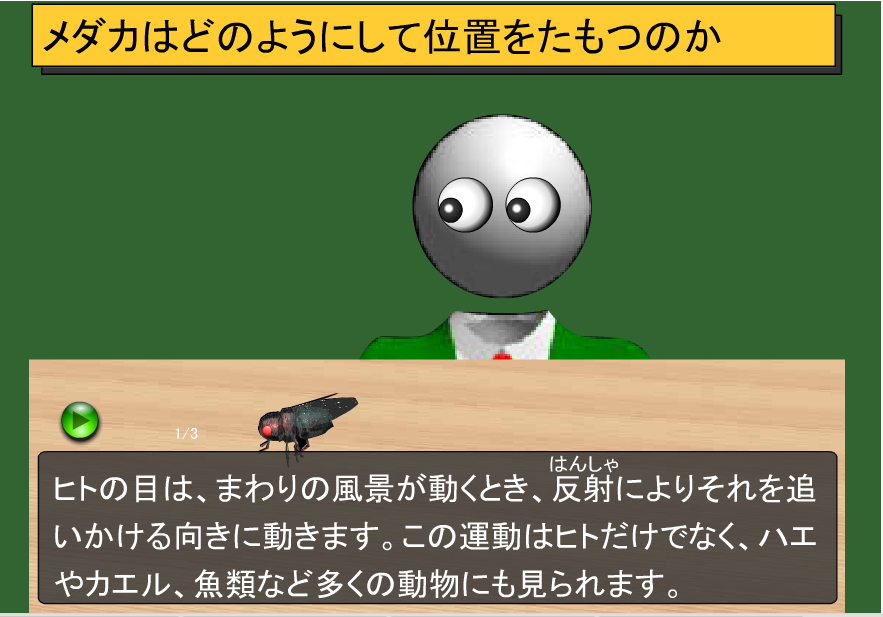 メダカはどのようにして位置をたもつのか
1/3
はんしゃ
ヒトの目は、まわりの風景が動くとき、反射によりそれを追
いかける向きに動きます。この運動はヒトだけでなく、ハエ
やカエル、魚類など多くの動物にも見られます。